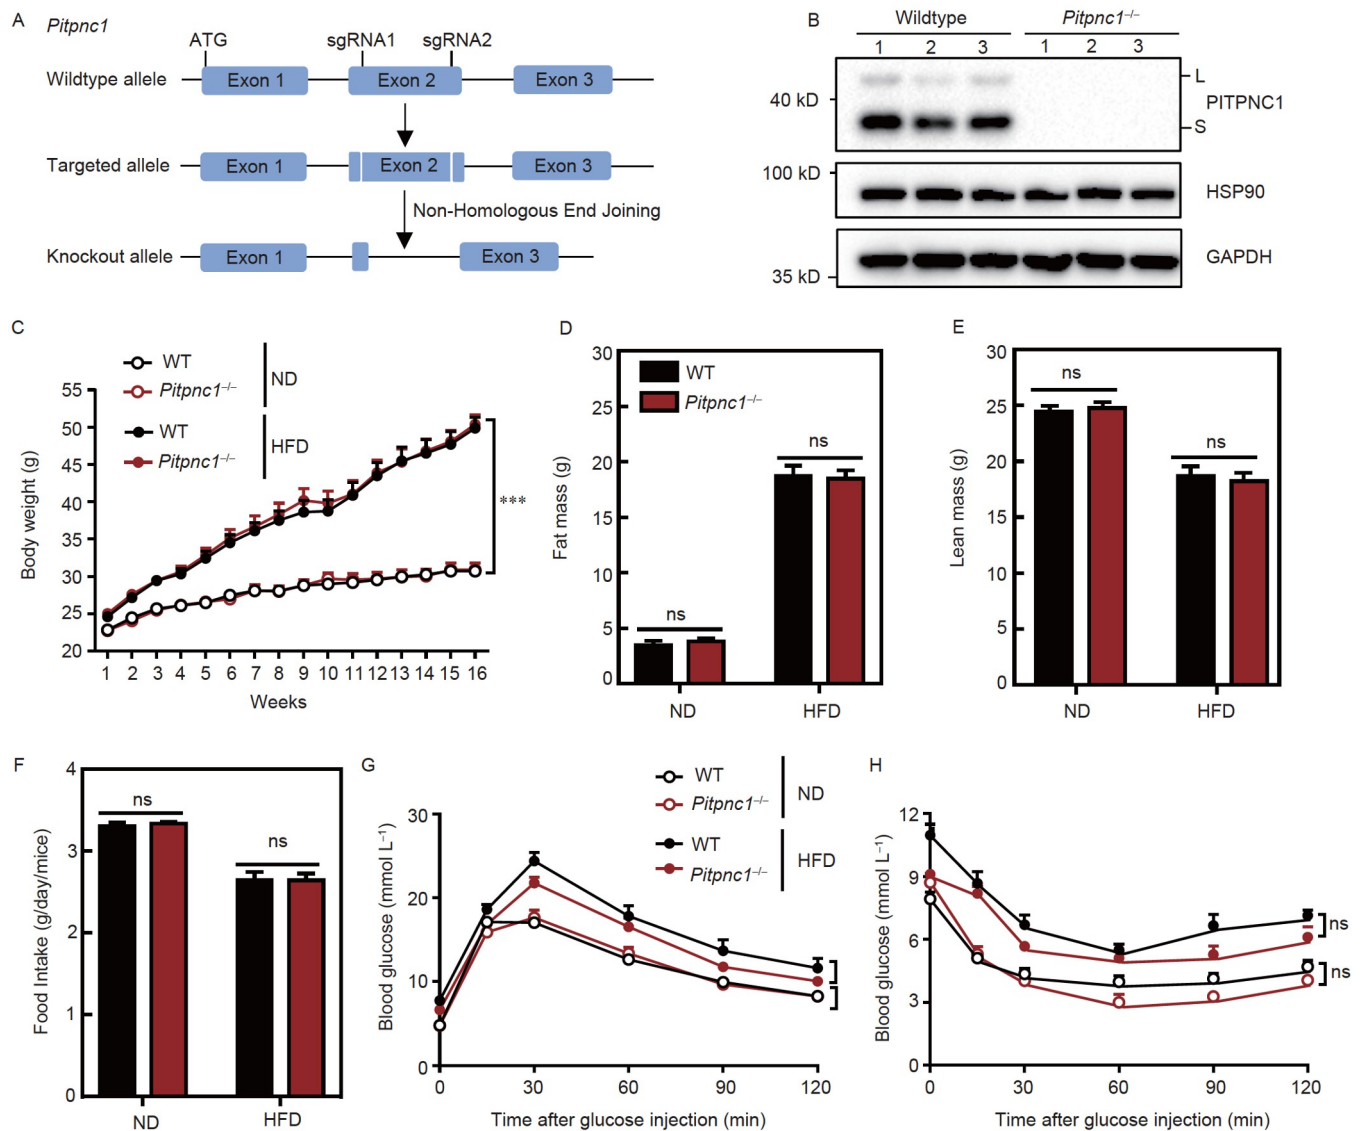 A
Pitpnc1
ATG
sgRNA1
sgRNA2
Wildtype allele
Exon 1
Exon 2
Exon 3
Targeted allele
Exon 1
Exon 2
Exon 3
Non-Homologous End Joining
Knockout allele
Exon 1
Exon 3
B
Wildtype
Pitpnc1⁻/⁻
1 2 3 1 2 3
40 kD
L
PITPNC1
S
100 kD
HSP90
35 kD
GAPDH
C
WT
Pitpnc1⁻/⁻
ND
WT
Pitpnc1⁻/⁻
HFD
Body weight (g)
55
50
45
40
35
30
25
20
***
1 2 3 4 5 6 7 8 9 10 11 12 13 14 15 16
Weeks
D
WT
Pitpnc1⁻/⁻
Fat mass (g)
30
25
20
15
10
5
0
ns
ns
ND
HFD
E
Lean mass (g)
30
25
20
15
10
5
0
ns
ns
ND
HFD
F
Food Intake (g/day/mice)
4
3
2
1
0
ns
ns
ND
HFD
G
WT
Pitpnc1⁻/⁻
ND
WT
Pitpnc1⁻/⁻
HFD
Blood glucose (mmol L⁻¹)
30
20
10
0
0 30 60 90 120
Time after glucose injection (min)
H
Blood glucose (mmol L⁻¹)
12
9
6
3
0
ns
ns
0 30 60 90 120
Time after glucose injection (min)